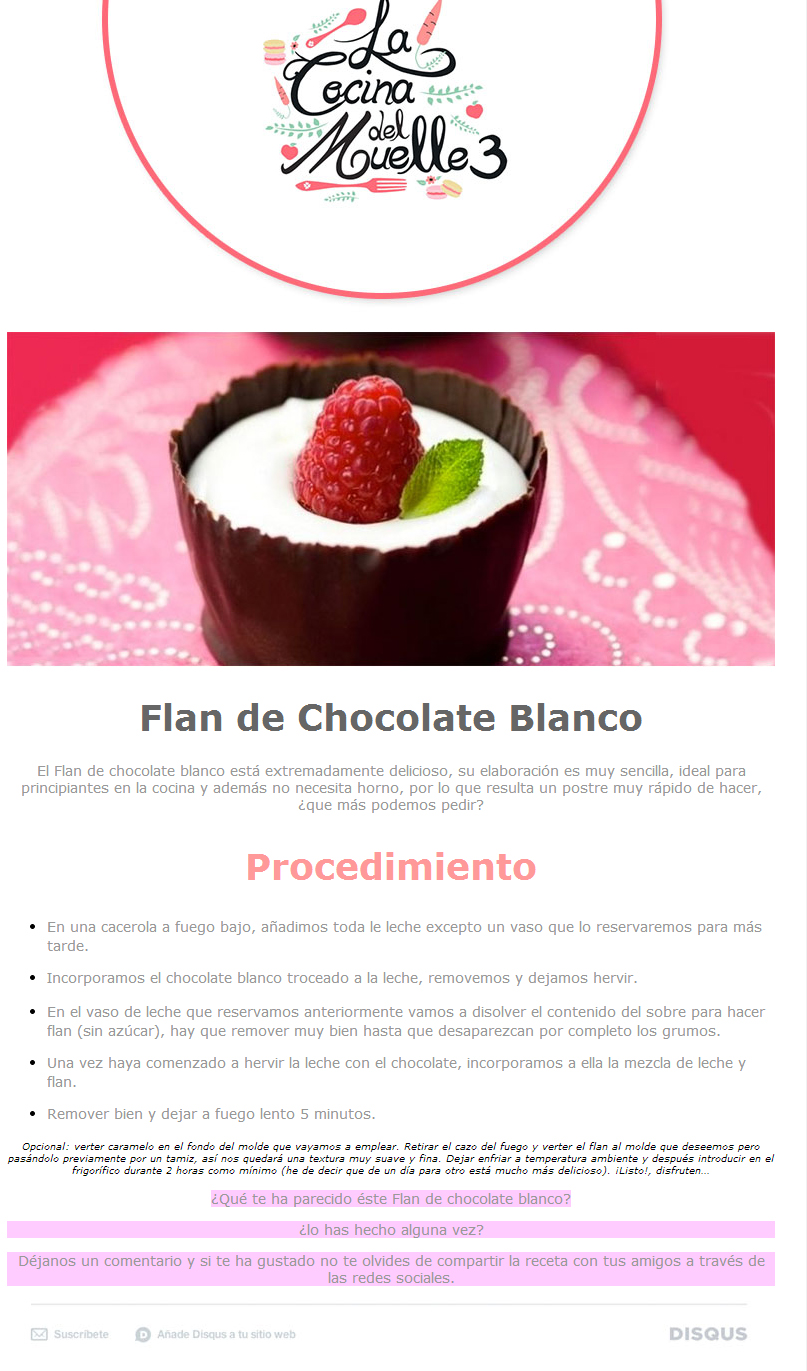 La
Cocina
del
Muelle 3
Flan de Chocolate Blanco
El Flan de chocolate blanco está extremadamente delicioso, su elaboración es muy sencilla, ideal para
principiantes en la cocina y además no necesita horno, por lo que resulta un postre muy rápido de hacer,
¿que más podemos pedir?
Procedimiento
• En una cacerola a fuego bajo, añadimos toda le leche excepto un vaso que lo reservaremos para más
tarde.
• Incorporamos el chocolate blanco troceado a la leche, removemos y dejamos hervir.
• En el vaso de leche que reservamos anteriormente vamos a disolver el contenido del sobre para hacer
flan (sin azúcar), hay que remover muy bien hasta que desaparezcan por completo los grumos.
• Una vez haya comenzado a hervir la leche con el chocolate, incorporamos a ella la mezcla de leche y
flan.
• Remover bien y dejar a fuego lento 5 minutos.
Opcional: verter caramelo en el fondo del molde que vayamos a emplear. Retirar el cazo del fuego y verter el flan al molde que deseemos pero
pasándolo previamente por un tamiz, así nos quedará una textura muy suave y fina. Dejar enfriar a temperatura ambiente y después introducir en el
frigorífico durante 2 horas como mínimo (he de decir que de un día para otro está mucho más delicioso). ¡Listo!, disfruten...
¿Qué te ha parecido éste Flan de chocolate blanco?
¿lo has hecho alguna vez?
Déjanos un comentario y si te ha gustado no te olvides de compartir la receta con tus amigos a través de
las redes sociales.
Suscríbete Añade Disqus a tu sitio web DISQUS